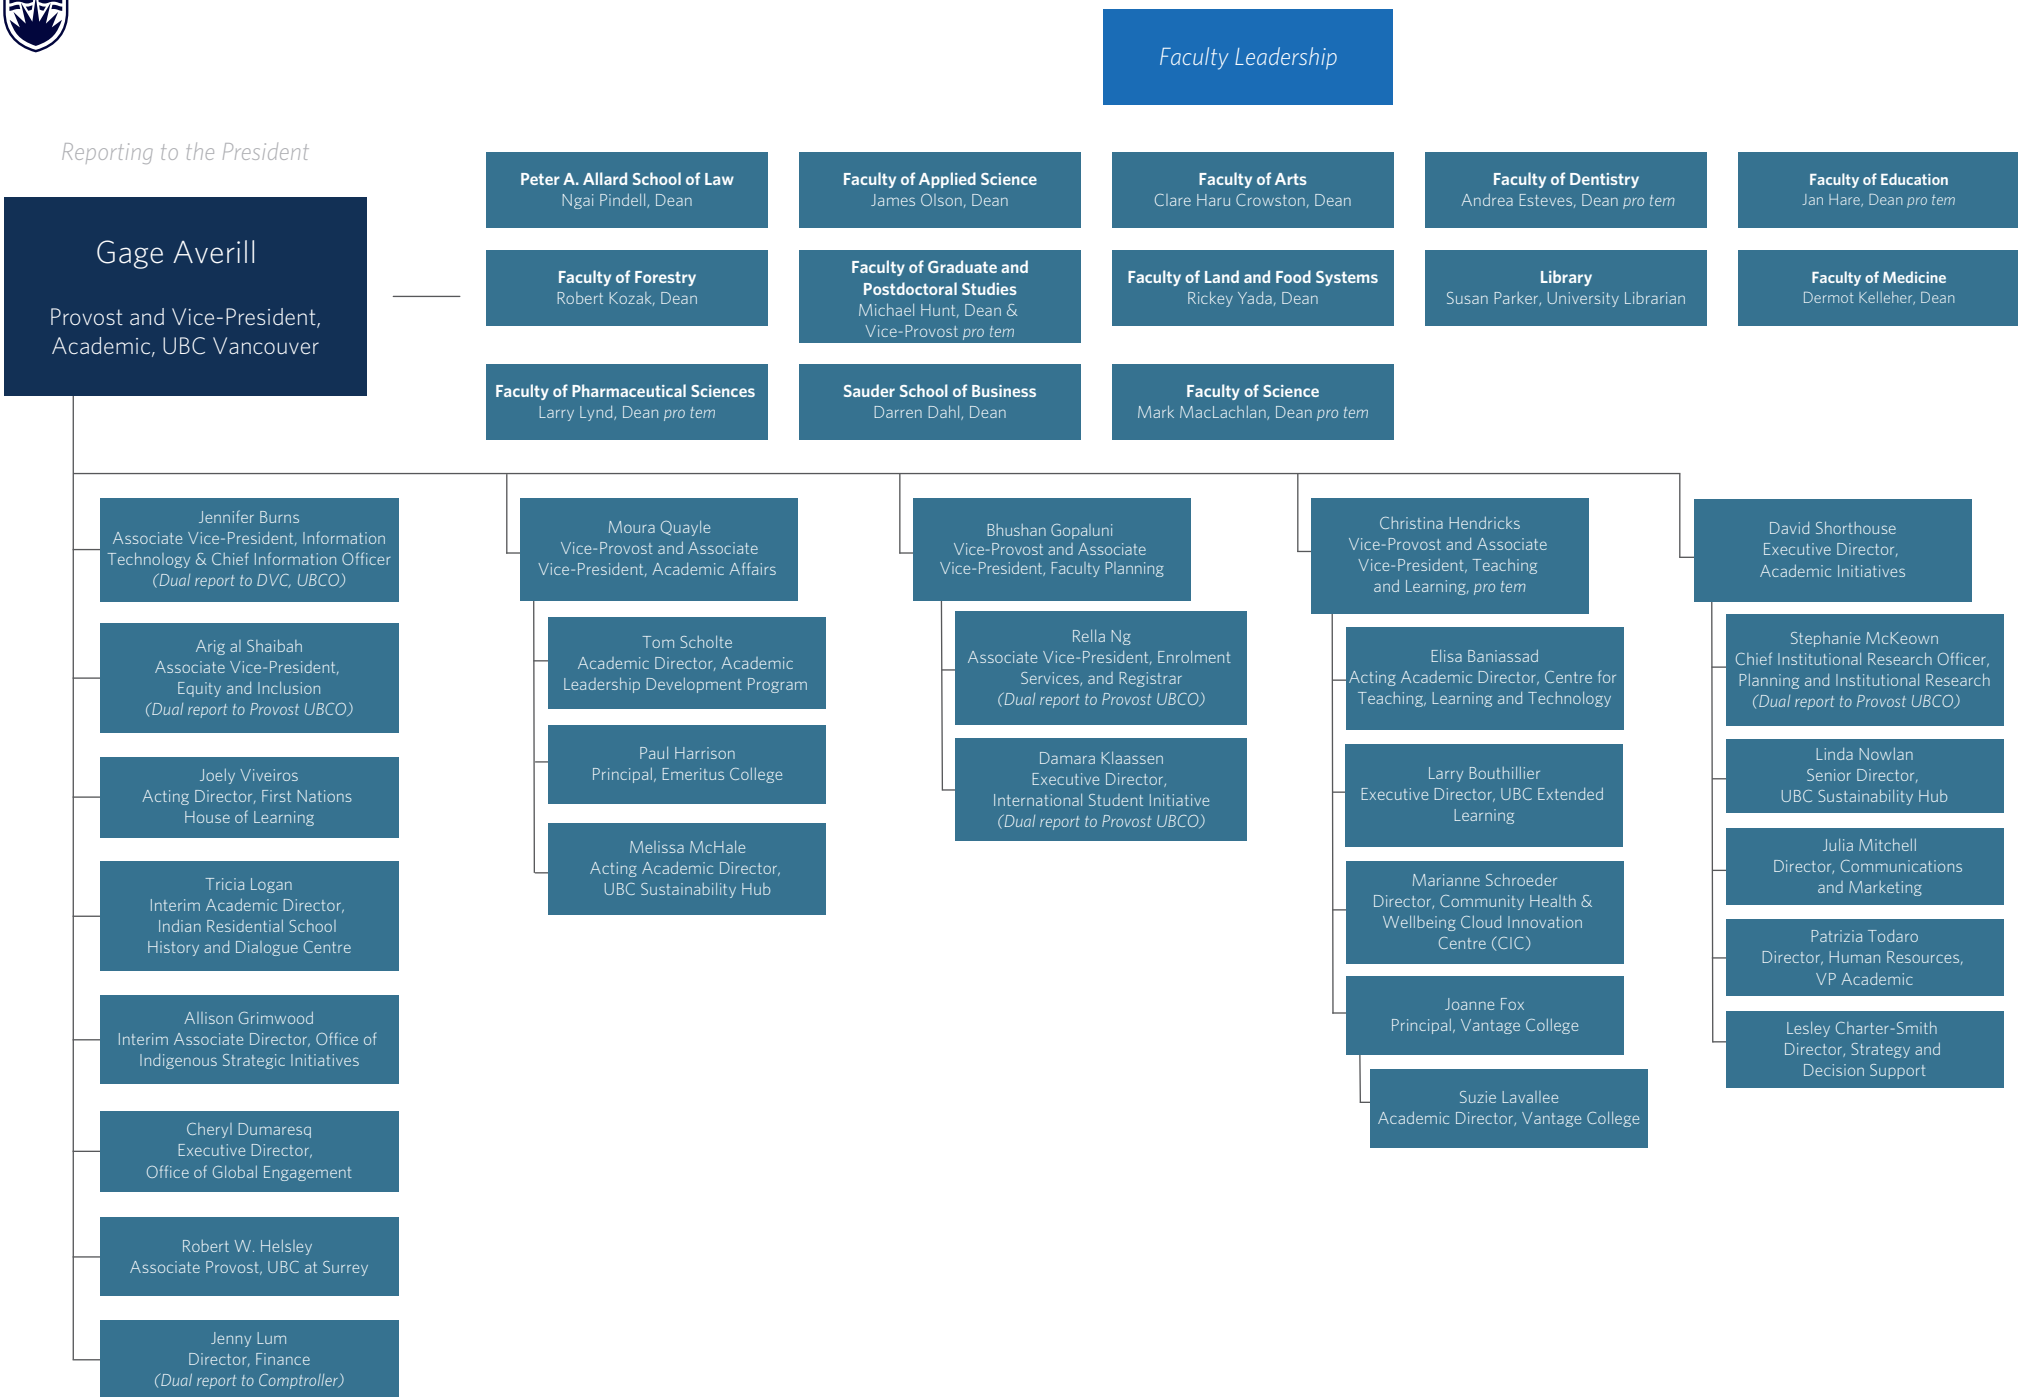 Faculty Leadership
Reporting to the President
Gage Averill
Provost and Vice-President,
Academic, UBC Vancouver
Peter A. Allard School of Law
Ngai Pindell, Dean
Faculty of Applied Science
James Olson, Dean
Faculty of Arts
Clare Haru Crowston, Dean
Faculty of Dentistry
Andrea Esteves, Dean pro tem
Faculty of Education
Jan Hare, Dean pro tem
Faculty of Forestry
Robert Kozak, Dean
Faculty of Graduate and
Postdoctoral Studies
Michael Hunt, Dean &
Vice-Provost pro tem
Faculty of Land and Food Systems
Rickey Yada, Dean
Library
Susan Parker, University Librarian
Faculty of Medicine
Dermot Kelleher, Dean
Faculty of Pharmaceutical Sciences
Larry Lynd, Dean pro tem
Sauder School of Business
Darren Dahl, Dean
Faculty of Science
Mark MacLachlan, Dean pro tem
Jennifer Burns
Associate Vice-President, Information
Technology & Chief Information Officer
(Dual report to DVC, UBCO)
Arig al Shaibah
Associate Vice-President,
Equity and Inclusion
(Dual report to Provost UBCO)
Joely Viveiros
Acting Director, First Nations
House of Learning
Tricia Logan
Interim Academic Director,
Indian Residential School
History and Dialogue Centre
Allison Grimwood
Interim Associate Director, Office of
Indigenous Strategic Initiatives
Cheryl Dumaresq
Executive Director,
Office of Global Engagement
Robert W. Helsley
Associate Provost, UBC at Surrey
Jenny Lum
Director, Finance
(Dual report to Comptroller)
Moura Quayle
Vice-Provost and Associate
Vice-President, Academic Affairs
Tom Scholte
Academic Director, Academic
Leadership Development Program
Paul Harrison
Principal, Emeritus College
Melissa McHale
Acting Academic Director,
UBC Sustainability Hub
Bhushan Gopaluni
Vice-Provost and Associate
Vice-President, Faculty Planning
Rella Ng
Associate Vice-President, Enrolment
Services, and Registrar
(Dual report to Provost UBCO)
Damara Klaassen
Executive Director,
International Student Initiative
(Dual report to Provost UBCO)
Christina Hendricks
Vice-Provost and Associate
Vice-President, Teaching
and Learning, pro tem
Elisa Baniassad
Acting Academic Director, Centre for
Teaching, Learning and Technology
Larry Bouthillier
Executive Director, UBC Extended
Learning
Marianne Schroeder
Director, Community Health &
Wellbeing Cloud Innovation
Centre (CIC)
Joanne Fox
Principal, Vantage College
Suzie Lavallee
Academic Director, Vantage College
David Shorthouse
Executive Director,
Academic Initiatives
Stephanie McKeown
Chief Institutional Research Officer,
Planning and Institutional Research
(Dual report to Provost UBCO)
Linda Nowlan
Senior Director,
UBC Sustainability Hub
Julia Mitchell
Director, Communications
and Marketing
Patrizia Todaro
Director, Human Resources,
VP Academic
Lesley Charter-Smith
Director, Strategy and
Decision Support